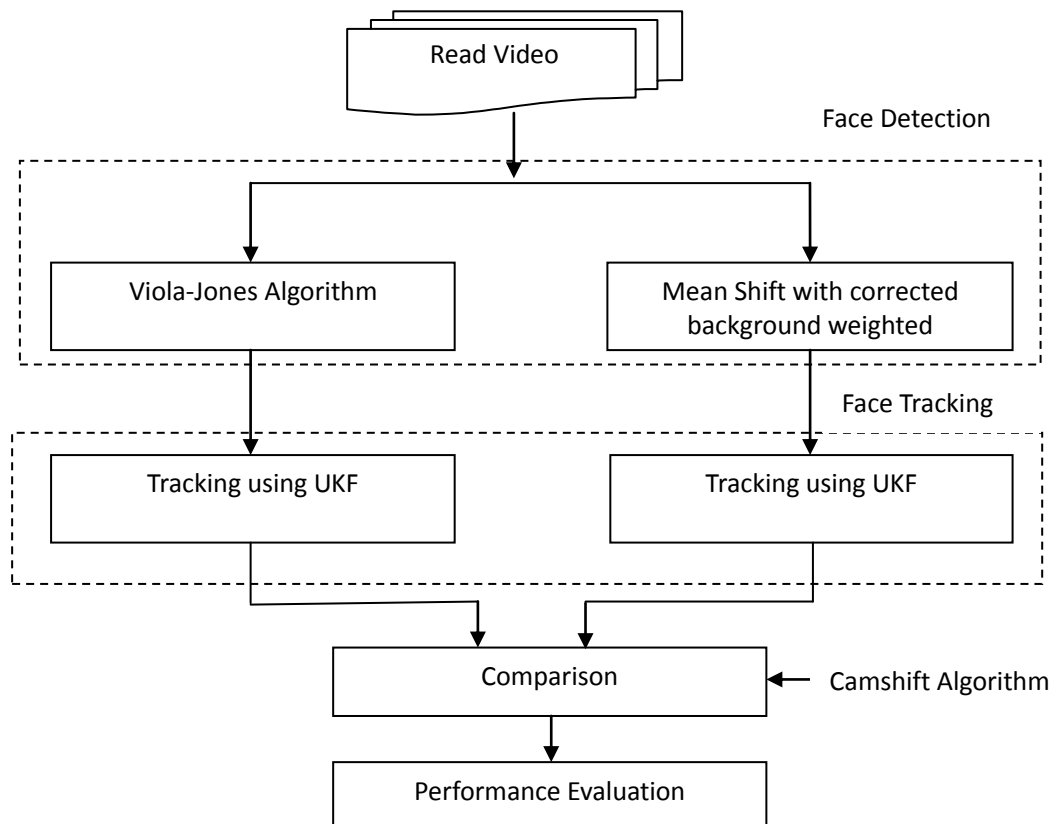 Read Video
Face Detection
Viola-Jones Algorithm
Mean Shift with corrected
background weighted
Face Tracking
Tracking using UKF
Tracking using UKF
Comparison
Camshift Algorithm
Performance Evaluation